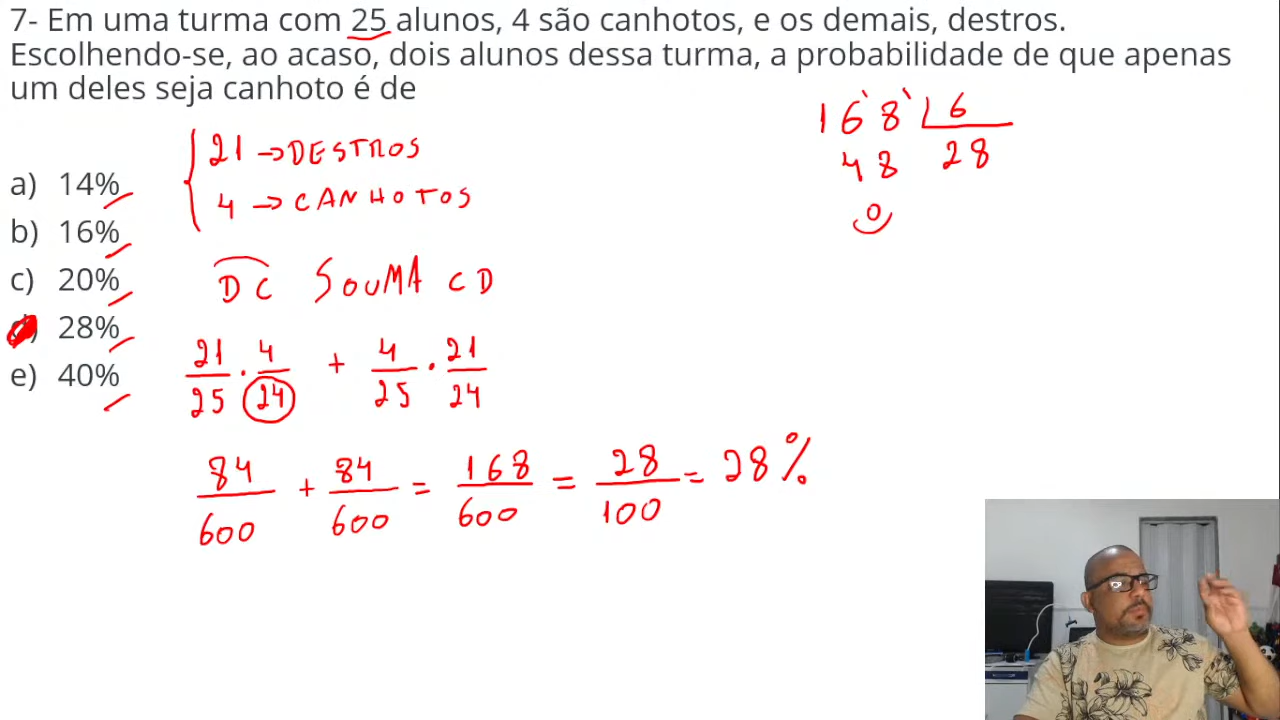 7- Em uma turma com 25 alunos, 4 são canhotos, e os demais, destros.
Escolhendo-se, ao acaso, dois alunos dessa turma, a probabilidade de que apenas
um deles seja canhoto é de
a) 14%
b) 16%
c) 20%
d) 28%
e) 40%
21 → DESTROS
4 → CANHOTOS
DC SOUMA CD
21/25 · 4/24 + 4/25 · 21/24
84/600 + 84/600 = 168/600 = 28/100 = 28%
168 6
48 28
0